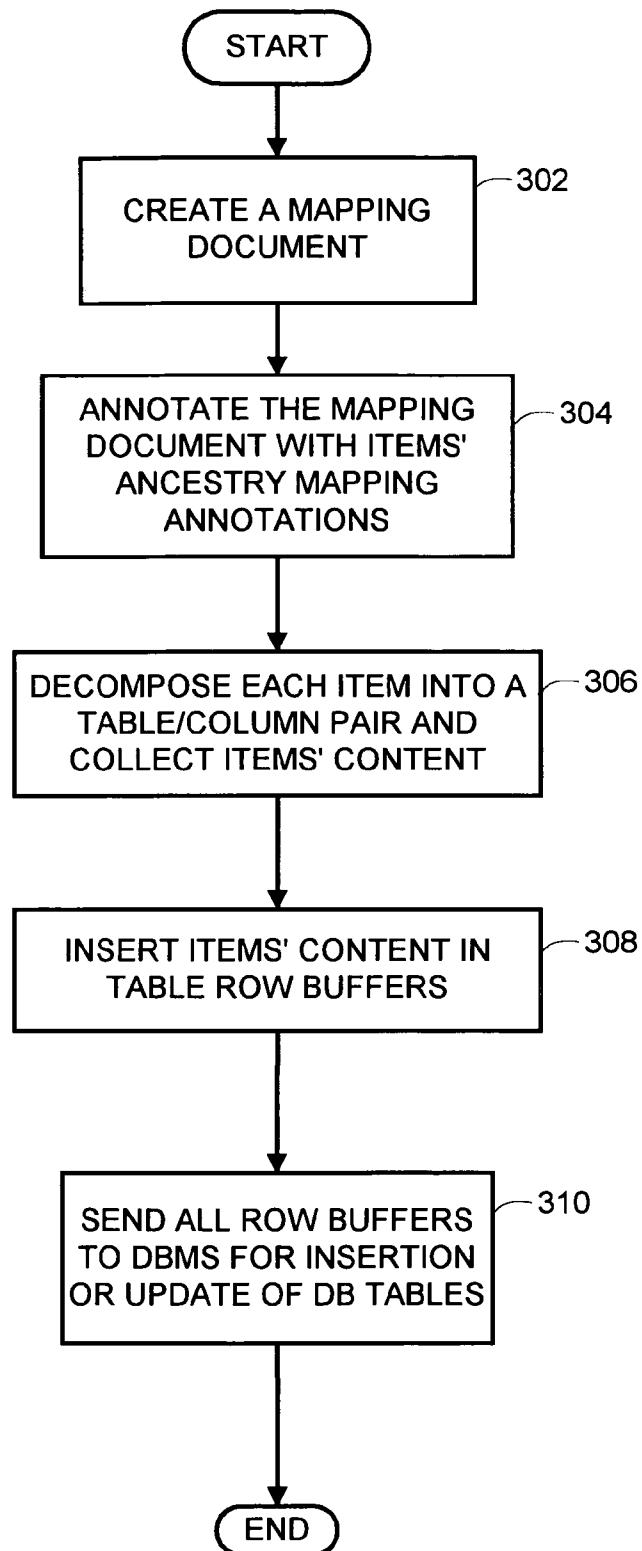 START
302
CREATE A MAPPING
DOCUMENT
304
ANNOTATE THE MAPPING
DOCUMENT WITH ITEMS'
ANCESTRY MAPPING
ANNOTATIONS
306
DECOMPOSE EACH ITEM INTO A
TABLE/COLUMN PAIR AND
COLLECT ITEMS' CONTENT
308
INSERT ITEMS' CONTENT IN
TABLE ROW BUFFERS
310
SEND ALL ROW BUFFERS
TO DBMS FOR INSERTION
OR UPDATE OF DB TABLES
END